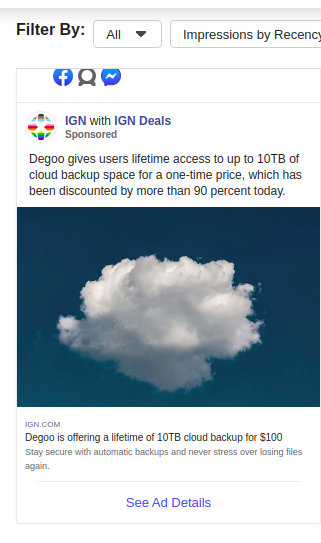 Filter By:
All
Impressions by Recency
IGN with IGN Deals
Sponsored
Degoo gives users lifetime access to up to 10TB of
cloud backup space for a one-time price, which has
been discounted by more than 90 percent today.
IGN.COM
Degoo is offering a lifetime of 10TB cloud backup for $100
Stay secure with automatic backups and never stress over losing files
again.
See Ad Details